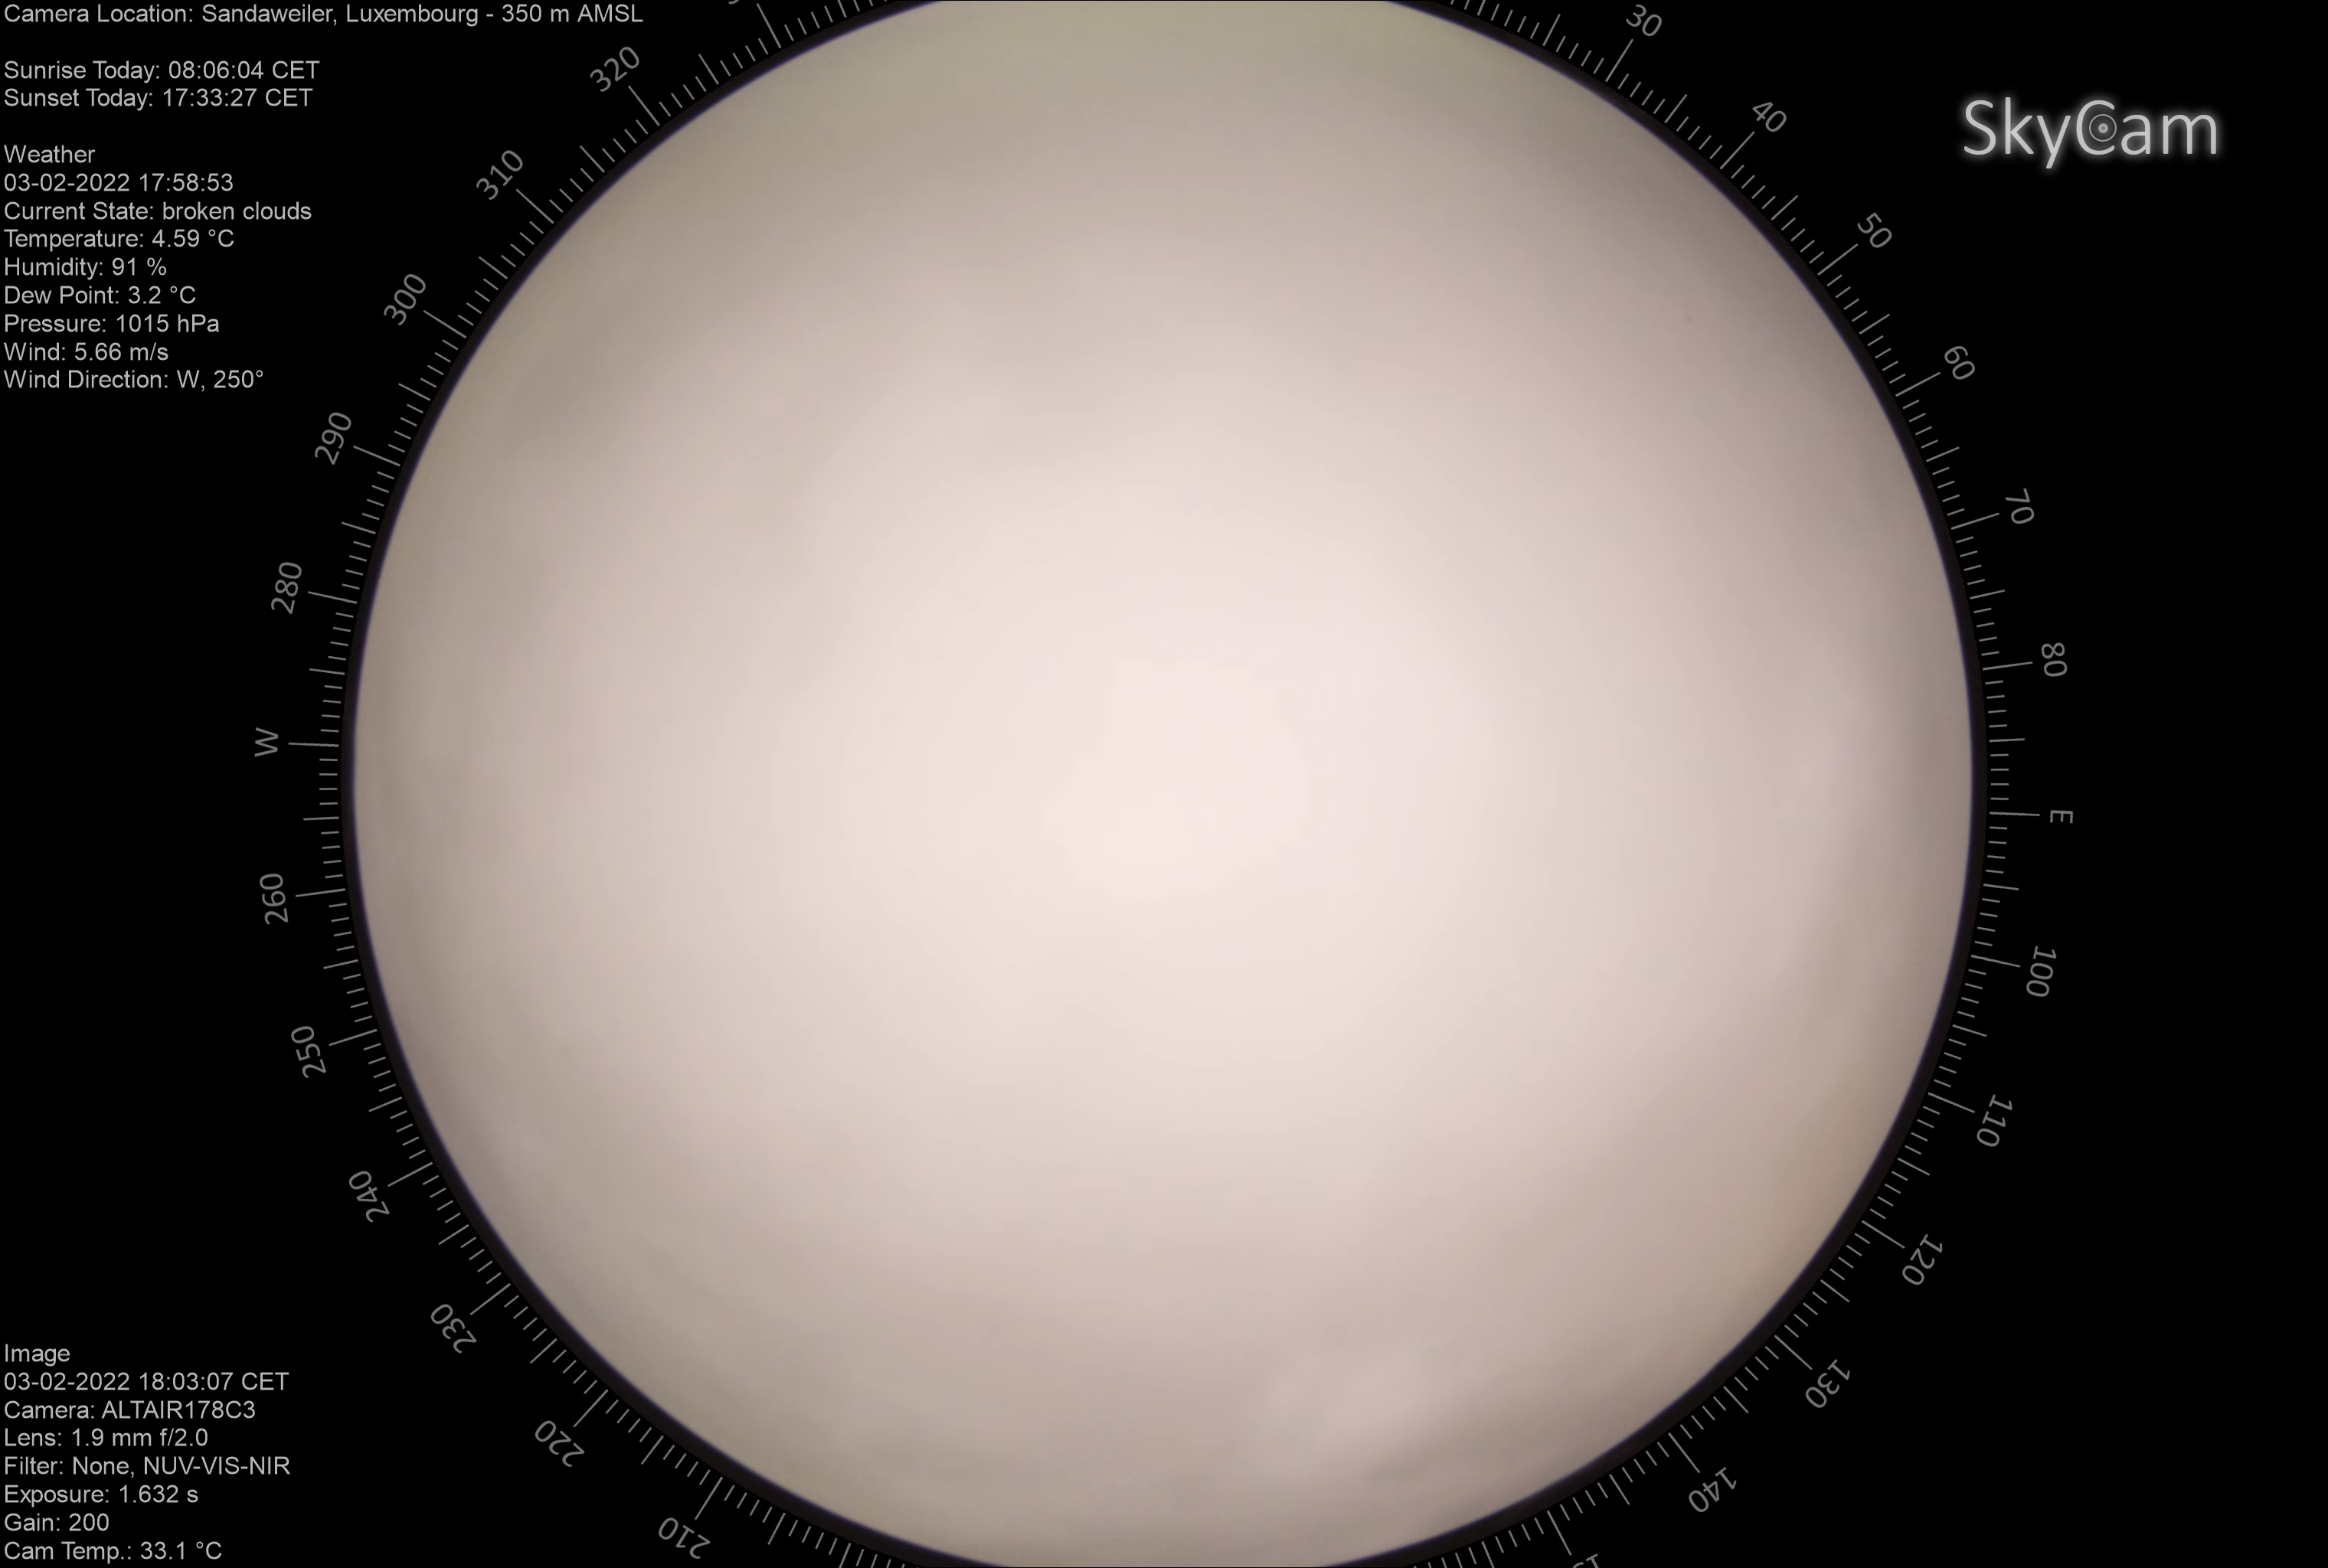 Camera Location: Sandaweiler, Luxembourg - 350 m AMSL
Sunrise Today: 08:06:04 CET
Sunset Today: 17:33:27 CET
Weather
03-02-2022 17:58:53
Current State: broken clouds
Temperature: 4.59 °C
Humidity: 91 %
Dew Point: 3.2 °C
Pressure: 1015 hPa
Wind: 5.66 m/s
Wind Direction: W, 250°
SkyCam
30
40
50
60
70
80
E
100
110
120
130
140
210
220
230
240
250
260
W
280
290
300
310
320
Image
03-02-2022 18:03:07 CET
Camera: ALTAIR178C3
Lens: 1.9 mm f/2.0
Filter: None, NUV-VIS-NIR
Exposure: 1.632 s
Gain: 200
Cam Temp.: 33.1 °C